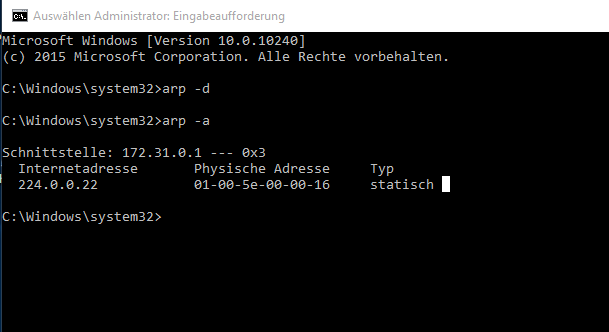 Auswählen Administrator: Eingabeaufforderung
Microsoft Windows [Version 10.0.10240]
(c) 2015 Microsoft Corporation. Alle Rechte vorbehalten.
C:\Windows\system32>arp -d
C:\Windows\system32>arp -a
Schnittstelle: 172.31.0.1 --- 0x3
Internetadresse Physische Adresse Typ
224.0.0.22 01-00-5e-00-00-16 statisch
C:\Windows\system32>